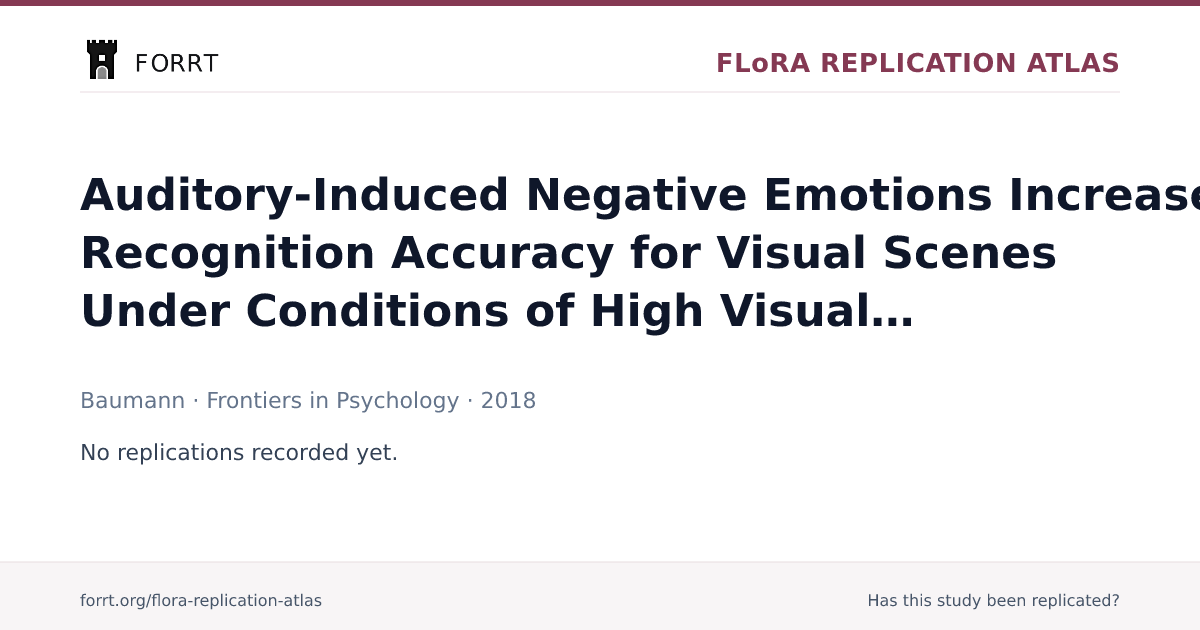 FORRT
FLoRA REPLICATION ATLAS
Auditory-Induced Negative Emotions Increase
Recognition Accuracy for Visual Scenes
Under Conditions of High Visual…
Baumann · Frontiers in Psychology · 2018
No replications recorded yet.
forrt.org/flora-replication-atlas
Has this study been replicated?